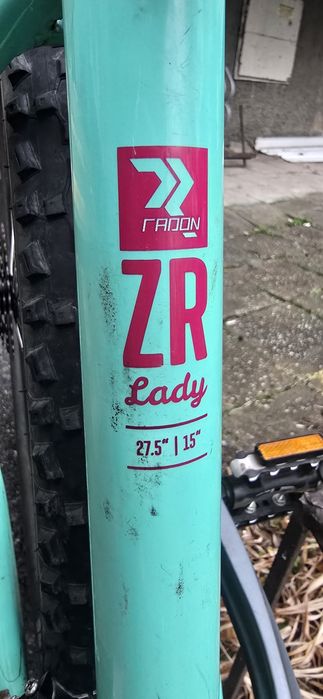 RADON
ZR
Lady
27.5" | 15"